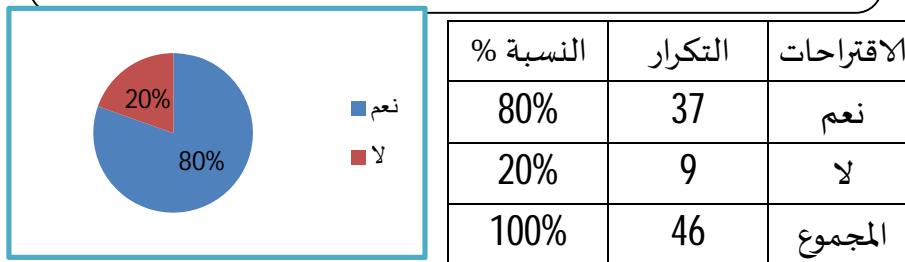 الاقتراحات التكرار النسبة %
نعم 37 80%
لا 9 20%
المجموع 46 100%
20%
80%
نعم
لا